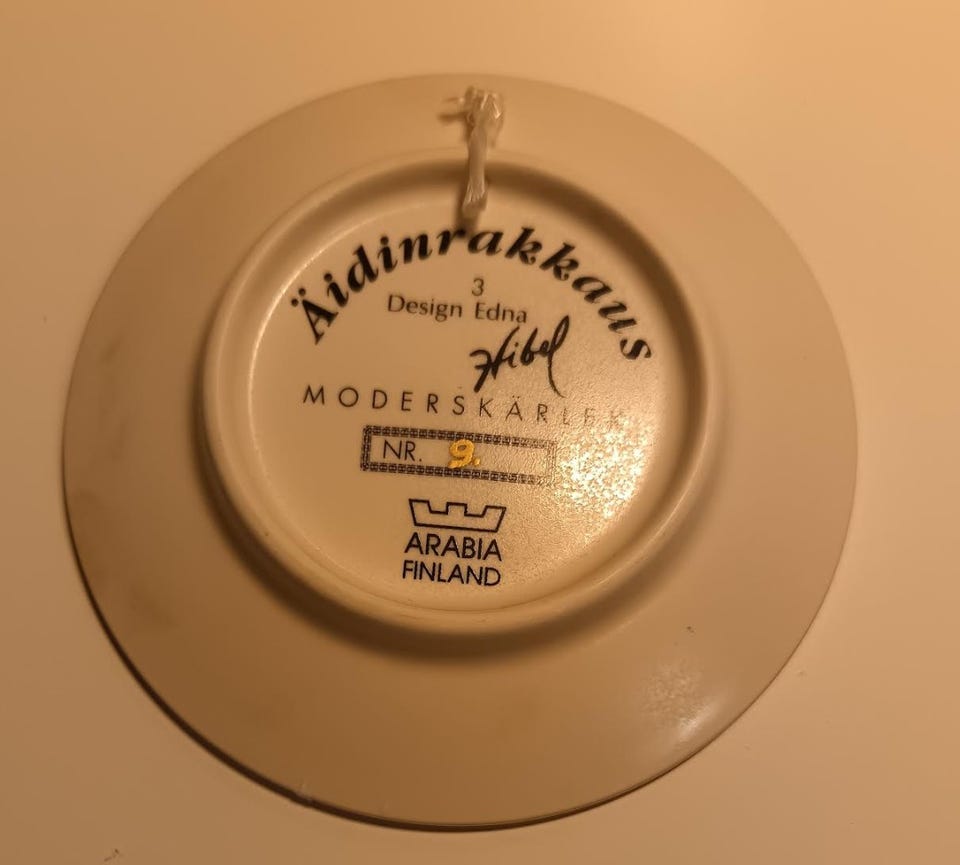 Äidinrakkaus
3
Design Edna
Hibel
MODERSKÄRLEK
NR. 9.
ARABIA
FINLAND